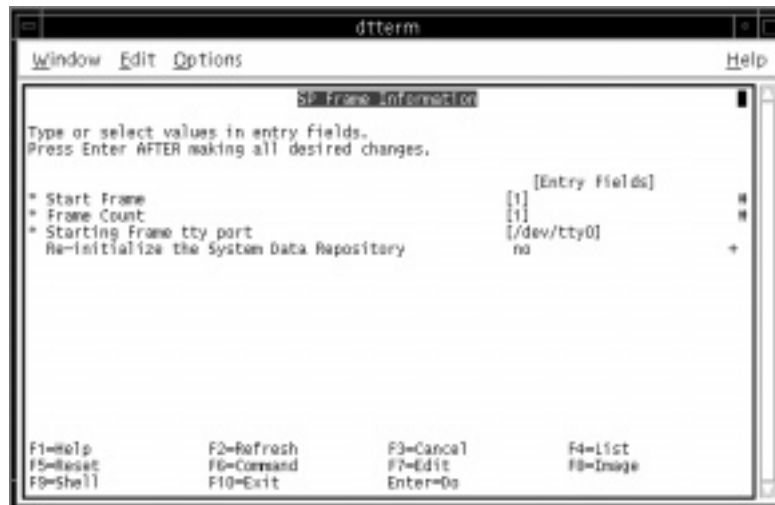 dtterm
Window Edit Options Help
SP Frame Information
Type or select values in entry fields.
Press Enter AFTER making all desired changes.
[Entry Fields]
* Start Frame [1] #
* Frame Count [1] #
* Starting Frame tty port [/dev/tty0]
Re-initialize the System Data Repository no +
F1=Help F2=Refresh F3=Cancel F4=List
F5=Reset F6=Command F7=Edit F8=Image
F9=Shell F10=Exit Enter=Do